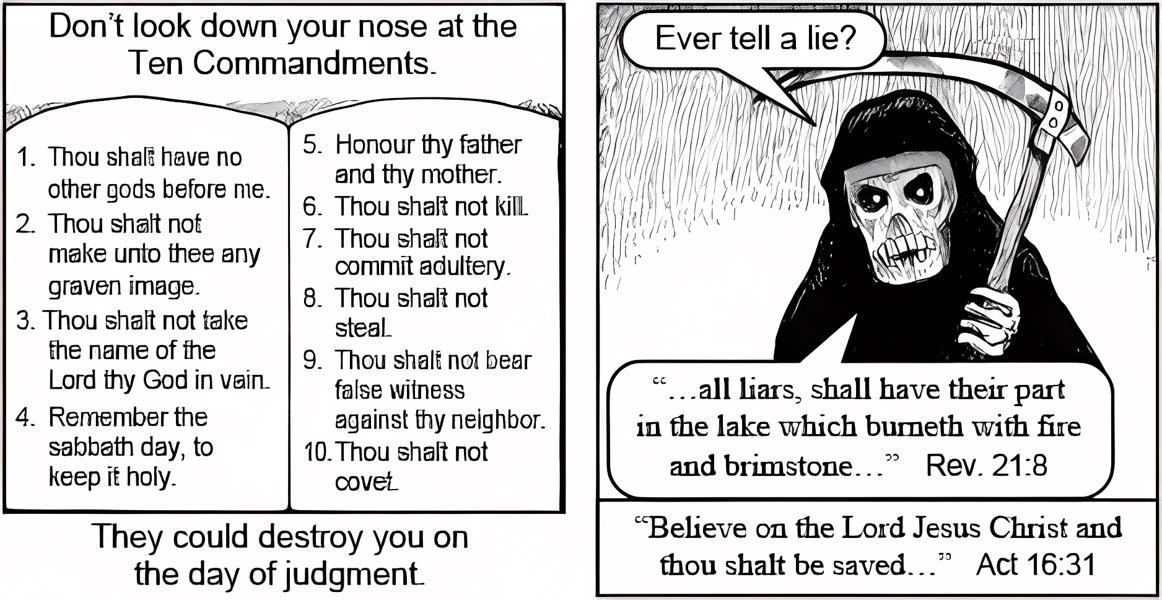 Don't look down your nose at the
Ten Commandments.
1. Thou shalt have no
other gods before me.
2. Thou shalt not
make unto thee any
graven image.
3. Thou shalt not take
the name of the
Lord thy God in vain.
4. Remember the
sabbath day, to
keep it holy.
5. Honour thy father
and thy mother.
6. Thou shalt not kill.
7. Thou shalt not
commit adultery.
8. Thou shalt not
steal.
9. Thou shalt not bear
false witness
against thy neighbor.
10. Thou shalt not
covet.
They could destroy you on
the day of judgment.
Ever tell a lie?
“...all liars, shall have their part
in the lake which burneth with fire
and brimstone...” Rev. 21:8
“Believe on the Lord Jesus Christ and
thou shalt be saved...” Act 16:31